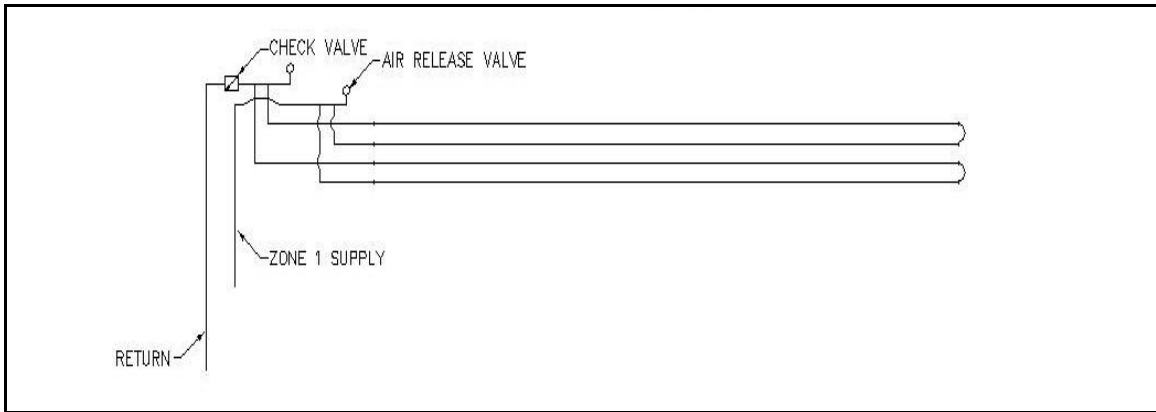 CHECK VALVE
AIR RELEASE VALVE
ZONE 1 SUPPLY
RETURN